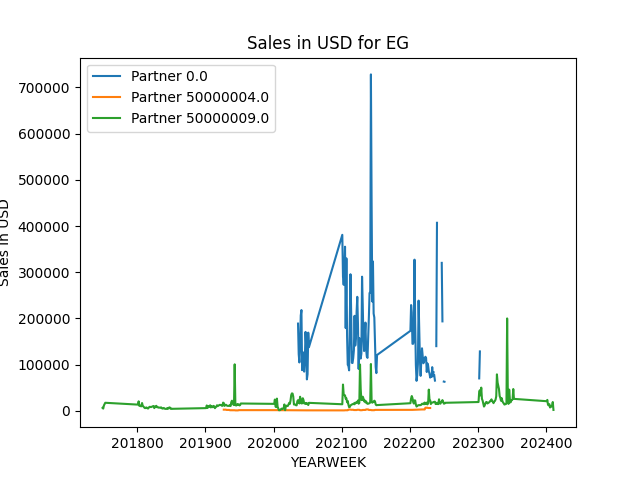 Sales in USD for EG
Partner 0.0
Partner 50000004.0
Partner 50000009.0
Sales in USD
700000
600000
500000
400000
300000
200000
100000
0
201800 201900 202000 202100 202200 202300 202400
YEARWEEK